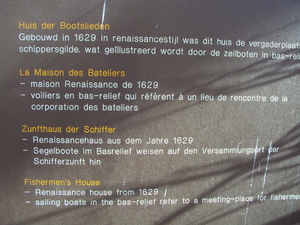 Huis der Bootslieden
Gebouwd in 1629 in renaissancestijl was dit huis de vergaderplaats
schippersgilde. wat geïllustreerd wordt door de zeilboten in bas-reli
La Maison des Bateliers
- maison Renaissance de 1629
- voiliers en bas-relief qui réfèrent à un lieu de rencontre de la
corporation des bateliers
Zunfthaus der Schiffer
- Renaissancehaus aus dem Jahre 1629
- Segelboote im Basrelief weisen auf den Versammlungsort der
Schifferzunft hin
Fishermen's House
- Renaissance house from 1629
- sailing boats in the bas-relief refer to a meeting-place for fisherme